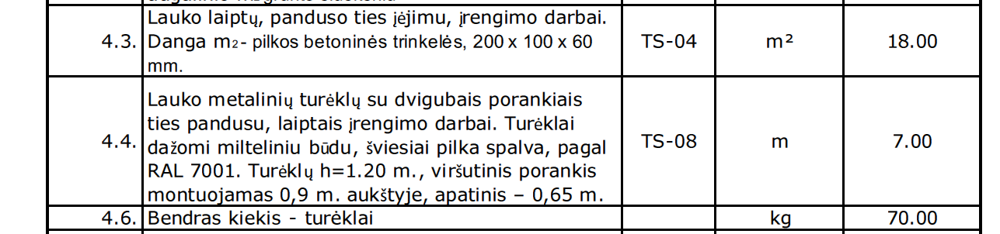 4.3. Lauko laiptų, panduso ties įėjimu, įrengimo darbai.
Danga m2- pilkos betoninės trinkelės, 200 x 100 x 60
mm.
TS-04 m² 18.00
4.4. Lauko metalinių turėklų su dvigubais porankiais
ties pandusu, laiptais įrengimo darbai. Turėklai
dažomi milteliniu būdu, šviesiai pilka spalva, pagal
RAL 7001. Turėklų h=1.20 m., viršutinis porankis
montuojamas 0,9 m. aukštyje, apatinis – 0,65 m.
TS-08 m 7.00
4.6. Bendras kiekis - turėklai kg 70.00